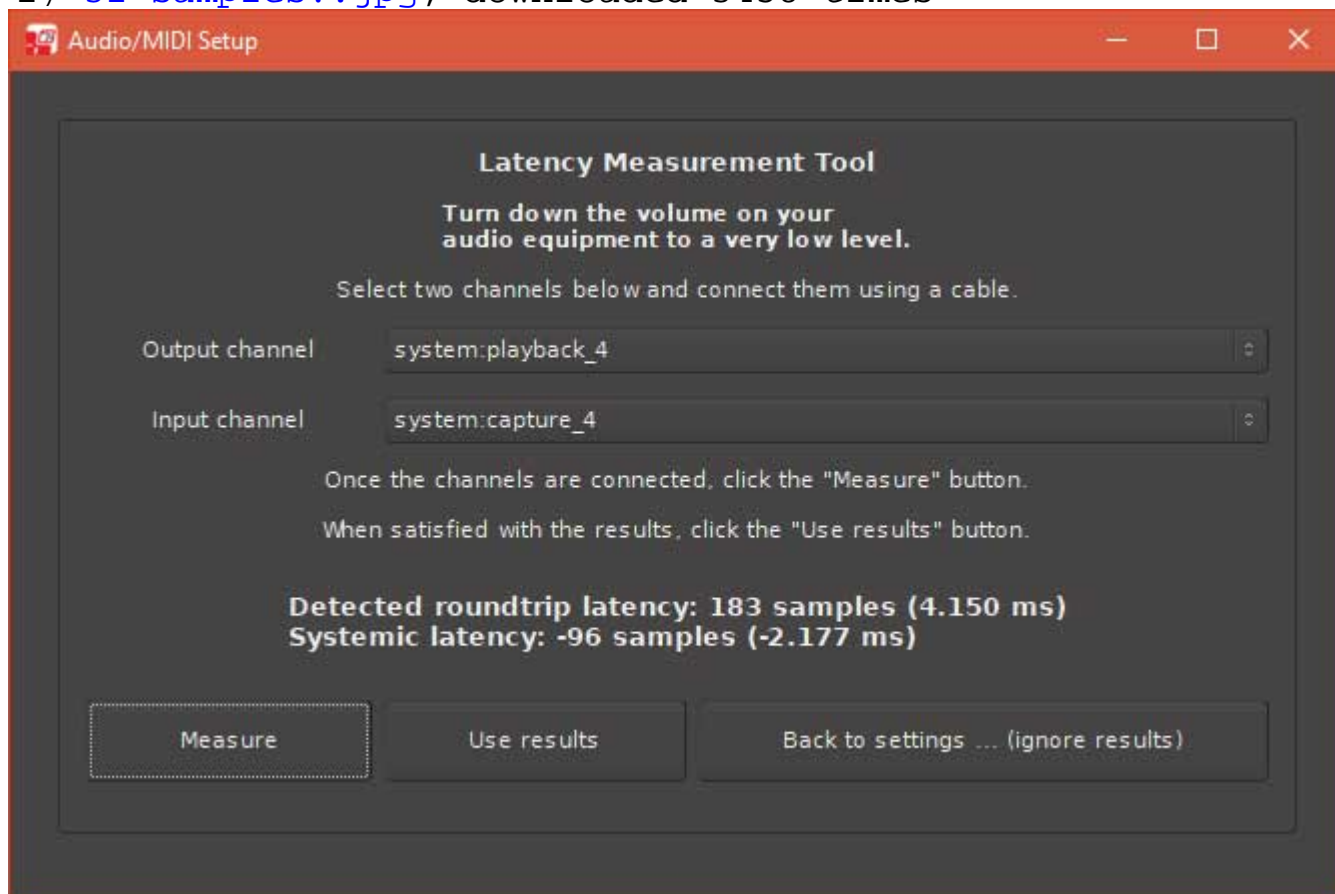 downloaded
Audio/MIDI Setup
Latency Measurement Tool
Turn down the volume on your
audio equipment to a very low level.
Select two channels below and connect them using a cable.
Output channel system:playback_4
Input channel system:capture_4
Once the channels are connected, click the "Measure" button.
When satisfied with the results, click the "Use results" button.
Detected roundtrip latency: 183 samples (4.150 ms)
Systemic latency: -96 samples (-2.177 ms)
Measure Use results Back to settings ... (ignore results)